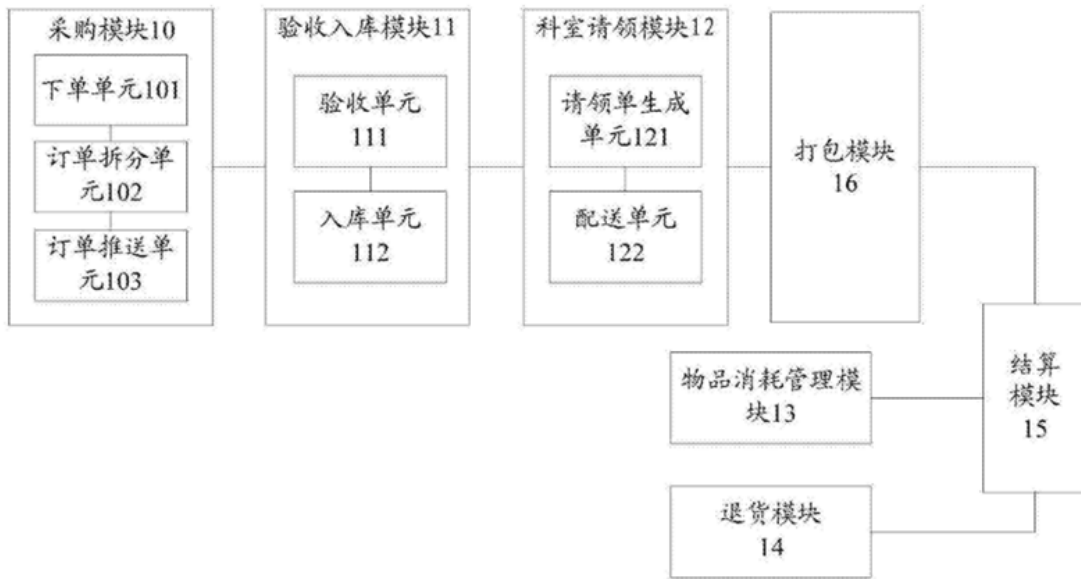 采购模块10
下单单元101
订单拆分单
元102
订单推送单
元103
验收入库模块11
验收单元
111
入库单元
112
科室请领模块12
请领单生成
单元121
配送单元
122
打包模块
16
物品消耗管理模
块13
退货模块
14
结算
模块
15